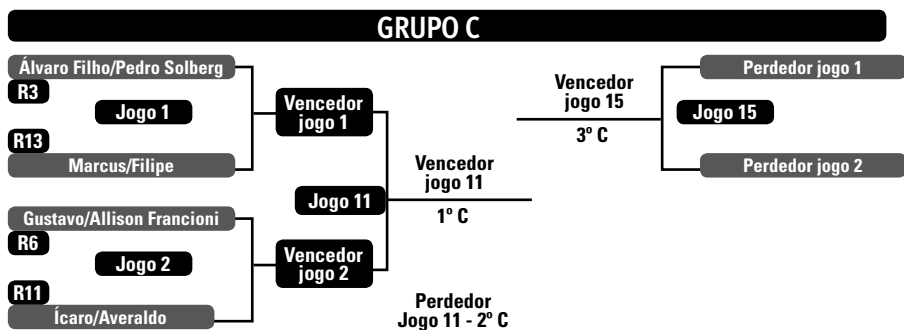 GRUPO C
Álvaro Filho/Pedro Solberg
R3
Jogo 1
R13
Marcus/Filipe
Gustavo/Allison Francioni
R6
Jogo 2
R11
Ícaro/Averaldo
Vencedor
jogo 1
Jogo 11
Vencedor
jogo 2
Vencedor
jogo 11
1º C
Perdedor
Jogo 11 - 2º C
Vencedor
jogo 15
3º C
Perdedor jogo 1
Jogo 15
Perdedor jogo 2